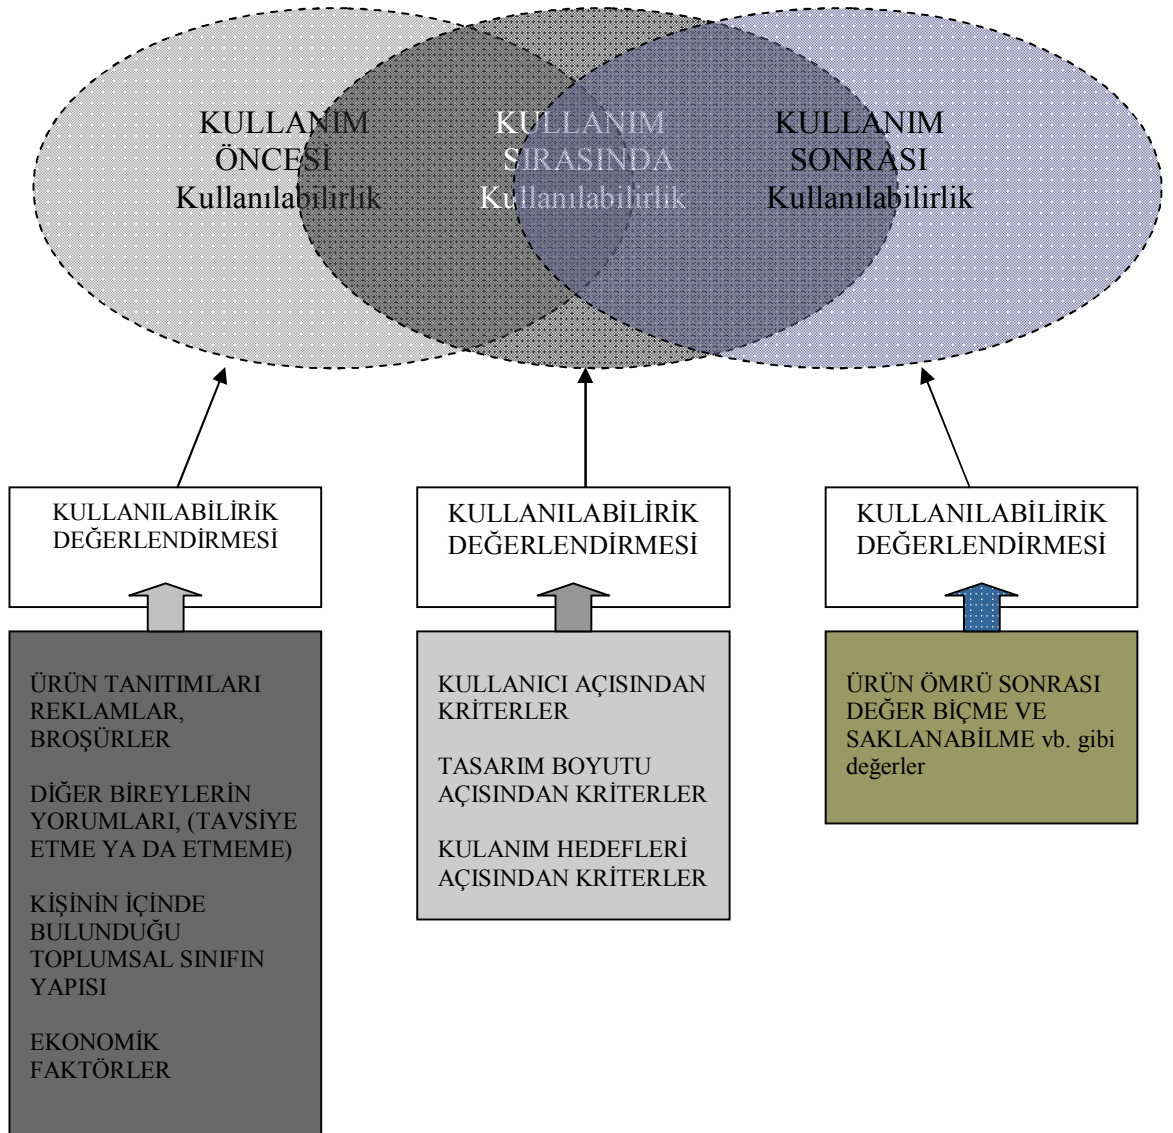 KULLANIM
ÖNCESİ
Kullanılabilirlik
KULLANIM
SIRASINDA
Kullanılabilirlik
KULLANIM
SONRASI
Kullanılabilirlik
KULLANILABİLİRİK
DEĞERLENDİRMESİ
KULLANILABİLİRİK
DEĞERLENDİRMESİ
KULLANILABİLİRİK
DEĞERLENDİRMESİ
ÜRÜN TANITIMLARI
REKLAMLAR,
BROŞÜRLER
DİĞER BİREYLERİN
YORUMLARI, (TAVSİYE
ETME YA DA ETMEME)
KİŞİNİN İÇİNDE
BULUNDUĞU
TOPLUMSAL SINIFIN
YAPISI
EKONOMİK
FAKTÖRLER
KULLANICI AÇISINDAN
KRİTERLER
TASARIM BOYUTU
AÇISINDAN KRİTERLER
KULANIM HEDEFLERİ
AÇISINDAN KRİTERLER
ÜRÜN ÖMRÜ SONRASI
DEĞER BİÇME VE
SAKLANABİLME vb. gibi
değerler